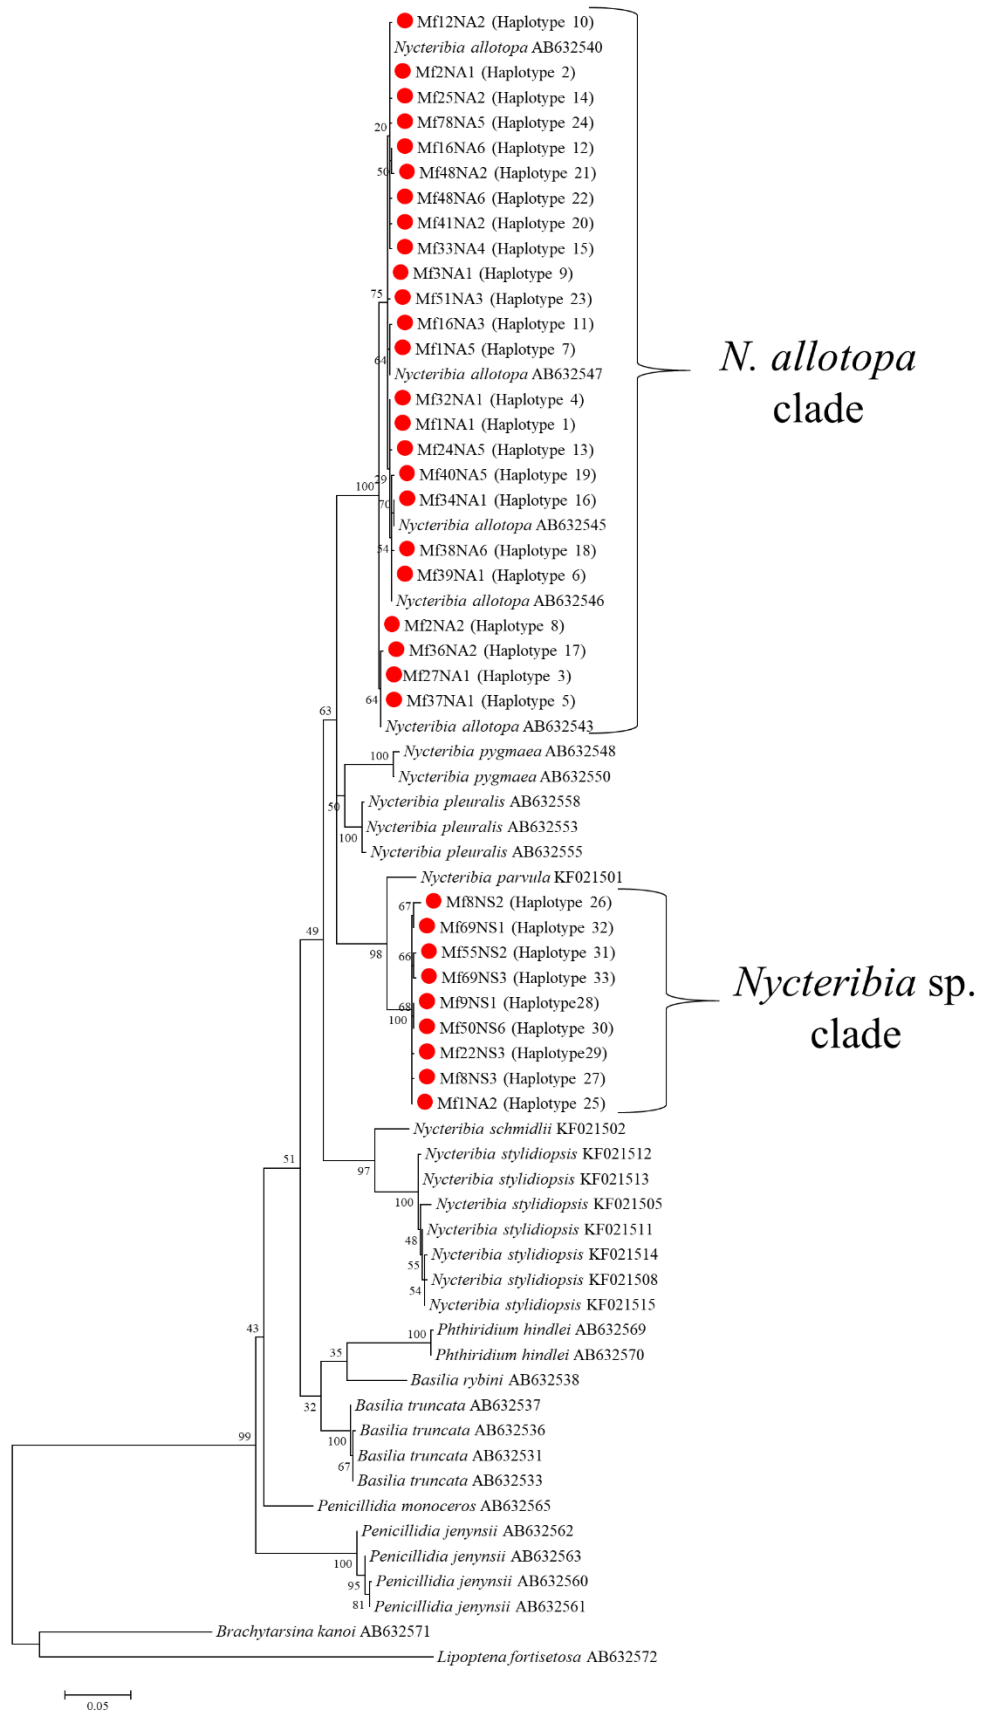 Mf12NA2 (Haplotype 10)
Nycteribia allotopa AB632540
Mf2NA1 (Haplotype 2)
Mf25NA2 (Haplotype 14)
20
Mf78NA5 (Haplotype 24)
Mf16NA6 (Haplotype 12)
50
Mf48NA2 (Haplotype 21)
Mf48NA6 (Haplotype 22)
Mf41NA2 (Haplotype 20)
Mf33NA4 (Haplotype 15)
Mf3NA1 (Haplotype 9)
75
Mf51NA3 (Haplotype 23)
Mf16NA3 (Haplotype 11)
64
Mf1NA5 (Haplotype 7)
Nycteribia allotopa AB632547
N. allotopa
clade
Mf32NA1 (Haplotype 4)
Mf1NA1 (Haplotype 1)
Mf24NA5 (Haplotype 13)
29
Mf40NA5 (Haplotype 19)
100
70
Mf34NA1 (Haplotype 16)
Nycteribia allotopa AB632545
54
Mf38NA6 (Haplotype 18)
Mf39NA1 (Haplotype 6)
Nycteribia allotopa AB632546
Mf2NA2 (Haplotype 8)
Mf36NA2 (Haplotype 17)
Mf27NA1 (Haplotype 3)
64
Mf37NA1 (Haplotype 5)
63
Nycteribia allotopa AB632543
100
Nycteribia pygmaea AB632548
Nycteribia pygmaea AB632550
50
Nycteribia pleuralis AB632558
Nycteribia pleuralis AB632553
100
Nycteribia pleuralis AB632555
Nycteribia parvula KF021501
67
Mf8NS2 (Haplotype 26)
49
Mf69NS1 (Haplotype 32)
98
66
Mf55NS2 (Haplotype 31)
Mf69NS3 (Haplotype 33)
68
Mf9NS1 (Haplotype28)
100
Mf50NS6 (Haplotype 30)
Mf22NS3 (Haplotype29)
Mf8NS3 (Haplotype 27)
Mf1NA2 (Haplotype 25)
Nycteribia sp.
clade
Nycteribia schmidlii KF021502
51
97
Nycteribia stylidiopsis KF021512
Nycteribia stylidiopsis KF021513
100
Nycteribia stylidiopsis KF021505
Nycteribia stylidiopsis KF021511
48
Nycteribia stylidiopsis KF021514
55
Nycteribia stylidiopsis KF021508
54
Nycteribia stylidiopsis KF021515
43
100
Phthiridium hindlei AB632569
35
Phthiridium hindlei AB632570
Basilia rybini AB632538
32
Basilia truncata AB632537
Basilia truncata AB632536
99
100
Basilia truncata AB632531
67
Basilia truncata AB632533
Penicillidia monoceros AB632565
Penicillidia jenynsii AB632562
100
Penicillidia jenynsii AB632563
95
Penicillidia jenynsii AB632560
81
Penicillidia jenynsii AB632561
Brachytarsina kanoi AB632571
Lipoptena fortisetosa AB632572
0.05